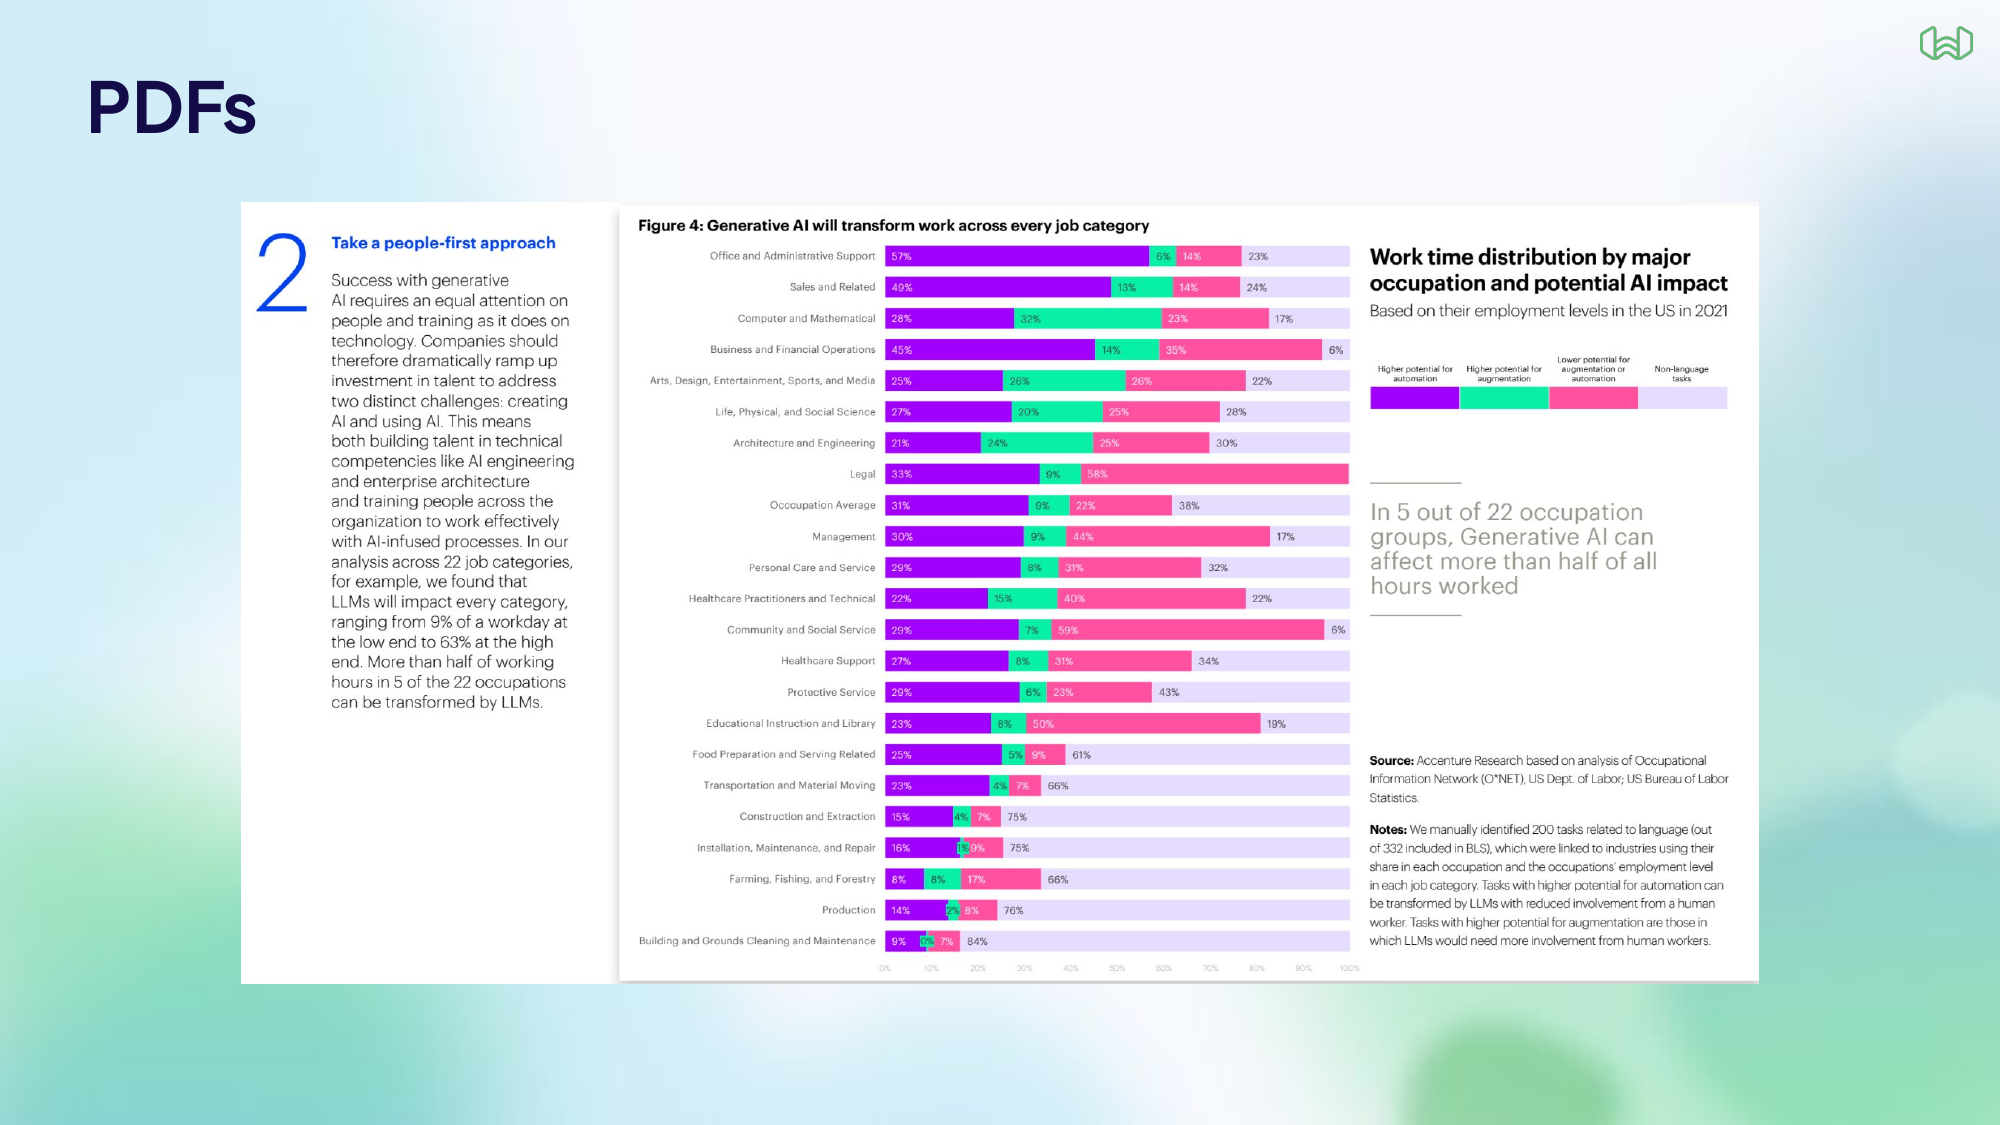 PDFs
2
Take a people-first approach
Success with generative
AI requires an equal attention on
people and training as it does on
technology. Companies should
therefore dramatically ramp up
investment in talent to address
two distinct challenges: creating
AI and using AI. This means
both building talent in technical
competencies like AI engineering
and enterprise architecture
and training people across the
organization to work effectively
with AI-infused processes. In our
analysis across 22 job categories,
for example, we found that
LLMs will impact every category,
ranging from 9% of a workday at
the low end to 63% at the high
end. More than half of working
hours in 5 of the 22 occupations
can be transformed by LLMs.
Figure 4: Generative AI will transform work across every job category
Office and Administrative Support 57% 6% 14% 23%
Sales and Related 49% 13% 14% 24%
Computer and Mathematical 28% 32% 23% 17%
Business and Financial Operations 45% 14% 35% 6%
Arts, Design, Entertainment, Sports, and Media 25% 26% 26% 22%
Life, Physical, and Social Science 27% 20% 25% 28%
Architecture and Engineering 21% 24% 25% 30%
Legal 33% 9% 58%
Occcupation Average 31% 9% 22% 38%
Management 30% 9% 44% 17%
Personal Care and Service 29% 8% 31% 32%
Healthcare Practitioners and Technical 22% 15% 40% 22%
Community and Social Service 29% 7% 59% 6%
Healthcare Support 27% 8% 31% 34%
Protective Service 29% 6% 23% 43%
Educational Instruction and Library 23% 8% 50% 19%
Food Preparation and Serving Related 25% 5% 9% 61%
Transportation and Material Moving 23% 4% 7% 66%
Construction and Extraction 15% 4% 7% 75%
Installation, Maintenance, and Repair 16% 1% 9% 75%
Farming, Fishing, and Forestry 8% 8% 17% 66%
Production 14% 2% 8% 76%
Building and Grounds Cleaning and Maintenance 9% 0% 7% 84%
0% 10% 20% 30% 40% 50% 60% 70% 80% 90% 100%
Work time distribution by major
occupation and potential AI impact
Based on their employment levels in the US in 2021
Higher potential for
automation
Higher potential for
augmentation
Lower potential for
augmentation or
automation
Non-language
tasks
In 5 out of 22 occupation
groups, Generative AI can
affect more than half of all
hours worked
Source: Accenture Research based on analysis of Occupational
Information Network (O*NET), US Dept. of Labor; US Bureau of Labor
Statistics.
Notes: We manually identified 200 tasks related to language (out
of 332 included in BLS), which were linked to industries using their
share in each occupation and the occupations' employment level
in each job category. Tasks with higher potential for automation can
be transformed by LLMs with reduced involvement from a human
worker. Tasks with higher potential for augmentation are those in
which LLMs would need more involvement from human workers.